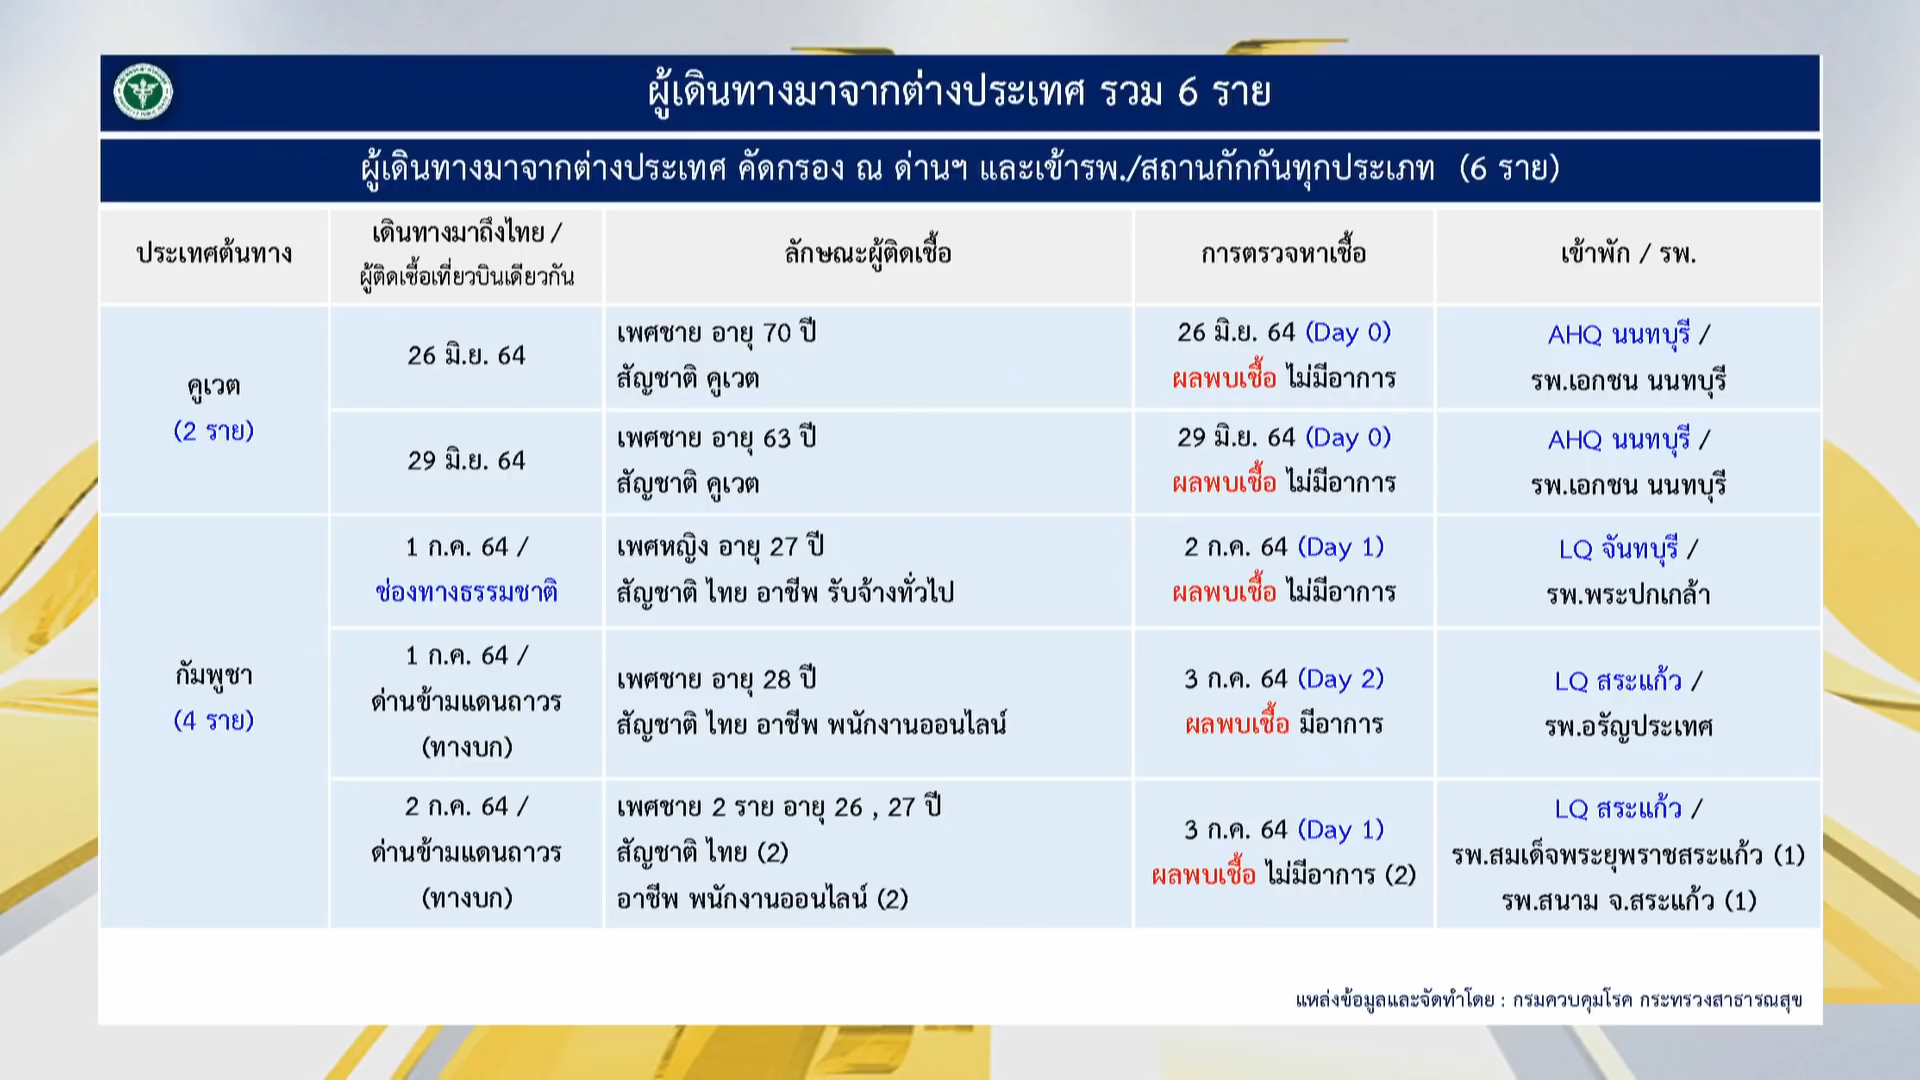 ผู้เดินทางมาจากต่างประเทศ รวม 6 ราย
ผู้เดินทางมาจากต่างประเทศ คัดกรอง ณ ด่านฯ และเข้ารพ./สถานกักกันทุกประเภท (6 ราย)
ประเทศต้นทาง
เดินทางมาถึงไทย /
ผู้ติดเชื้อเที่ยวบินเดียวกัน
ลักษณะผู้ติดเชื้อ
การตรวจหาเชื้อ
เข้าพัก / รพ.
คูเวต
(2 ราย)
26 มิ.ย. 64
เพศชาย อายุ 70 ปี
สัญชาติ คูเวต
26 มิ.ย. 64 (Day 0)
ผลพบเชื้อ ไม่มีอาการ
AHQ นนทบุรี /
รพ.เอกชน นนทบุรี
29 มิ.ย. 64
เพศชาย อายุ 63 ปี
สัญชาติ คูเวต
29 มิ.ย. 64 (Day 0)
ผลพบเชื้อ ไม่มีอาการ
AHQ นนทบุรี /
รพ.เอกชน นนทบุรี
กัมพูชา
(4 ราย)
1 ก.ค. 64 /
ช่องทางธรรมชาติ
เพศหญิง อายุ 27 ปี
สัญชาติ ไทย อาชีพ รับจ้างทั่วไป
2 ก.ค. 64 (Day 1)
ผลพบเชื้อ ไม่มีอาการ
LQ จันทบุรี /
รพ.พระปกเกล้า
1 ก.ค. 64 /
ด่านข้ามแดนถาวร
(ทางบก)
เพศชาย อายุ 28 ปี
สัญชาติ ไทย อาชีพ พนักงานออนไลน์
3 ก.ค. 64 (Day 2)
ผลพบเชื้อ มีอาการ
LQ สระแก้ว /
รพ.อรัญประเทศ
2 ก.ค. 64 /
ด่านข้ามแดนถาวร
(ทางบก)
เพศชาย 2 ราย อายุ 26 , 27 ปี
สัญชาติ ไทย (2)
อาชีพ พนักงานออนไลน์ (2)
3 ก.ค. 64 (Day 1)
ผลพบเชื้อ ไม่มีอาการ (2)
LQ สระแก้ว /
รพ.สมเด็จพระยุพราชสระแก้ว (1)
รพ.สนาม จ.สระแก้ว (1)
แหล่งข้อมูลและจัดทำโดย : กรมควบคุมโรค กระทรวงสาธารณสุข